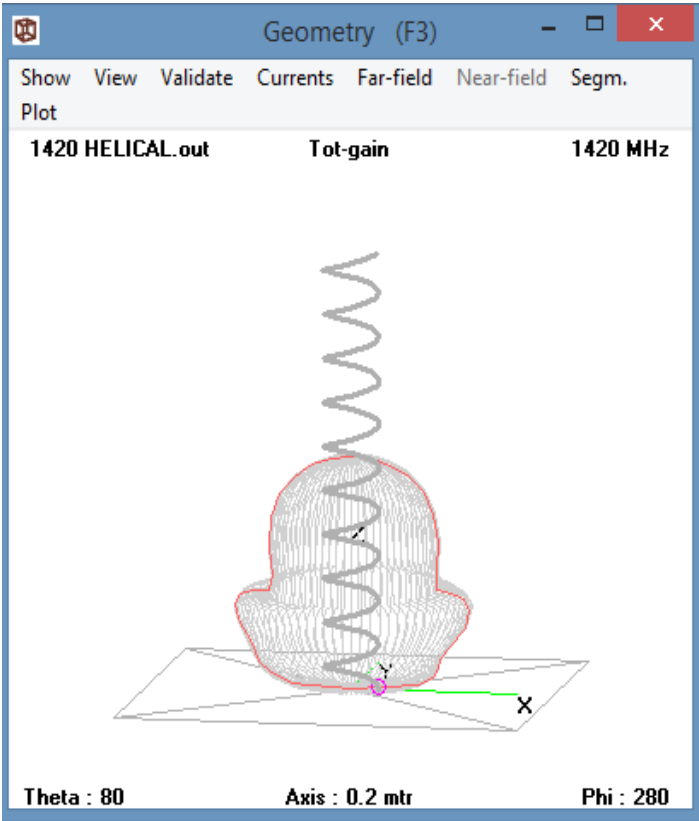 Geometry (F3)
Show View Validate Currents Far-field Near-field Segm.
Plot
1420 HELICAL.out Tot-gain 1420 MHz
Z
Y
X
Theta : 80 Axis : 0.2 mtr Phi : 280